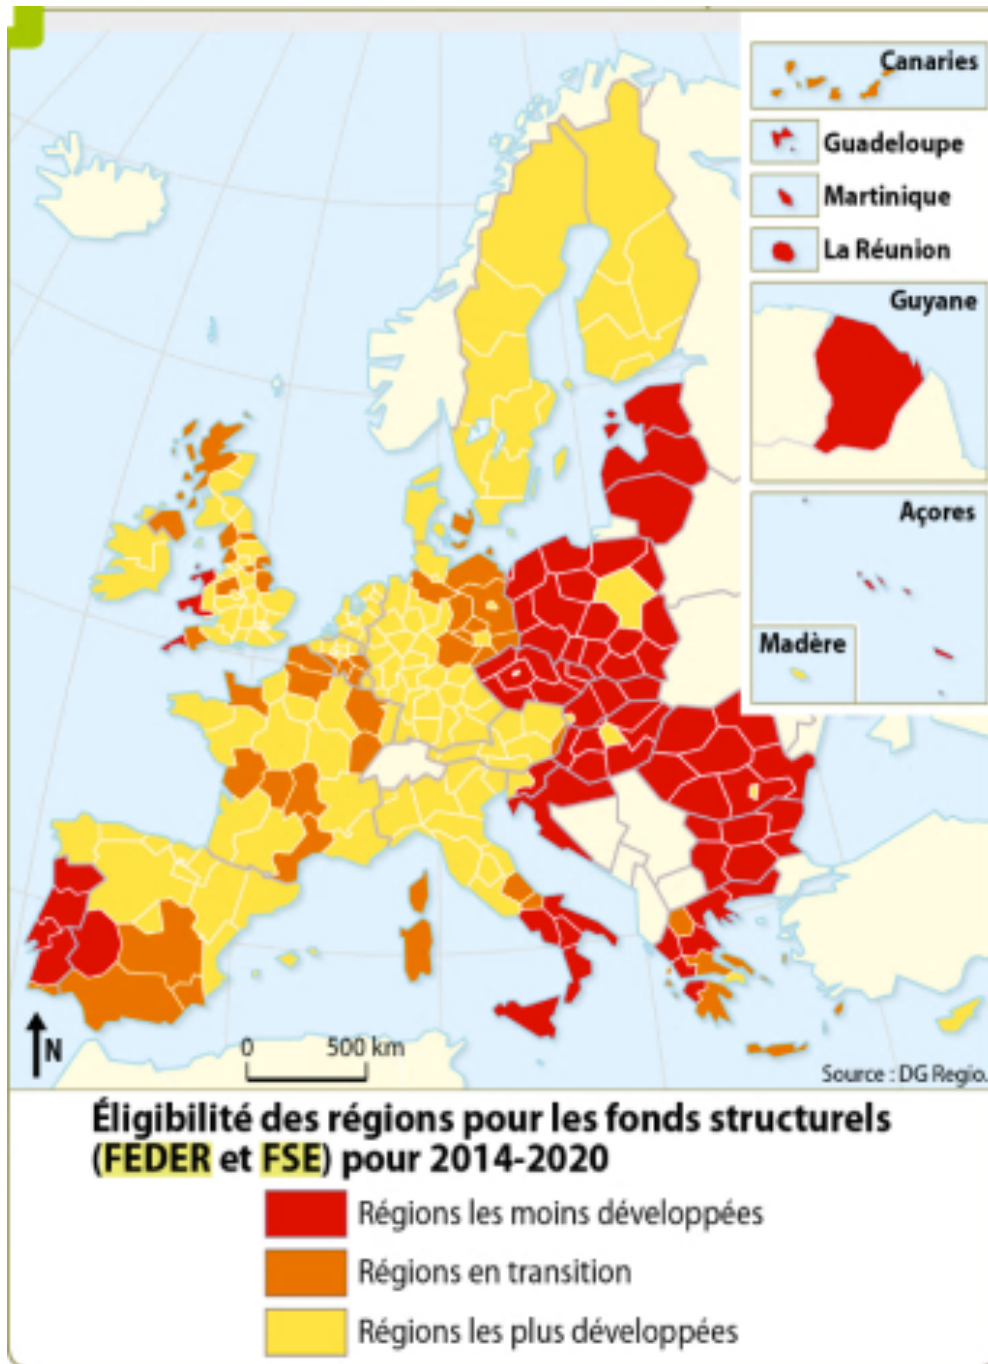 Canaries
Guadeloupe
Martinique
La Réunion
Guyane
Açores
Madère
N
0 500 km
Source : DG Regio.
Éligibilité des régions pour les fonds structurels
(FEDER et FSE) pour 2014-2020
Régions les moins développées
Régions en transition
Régions les plus développées